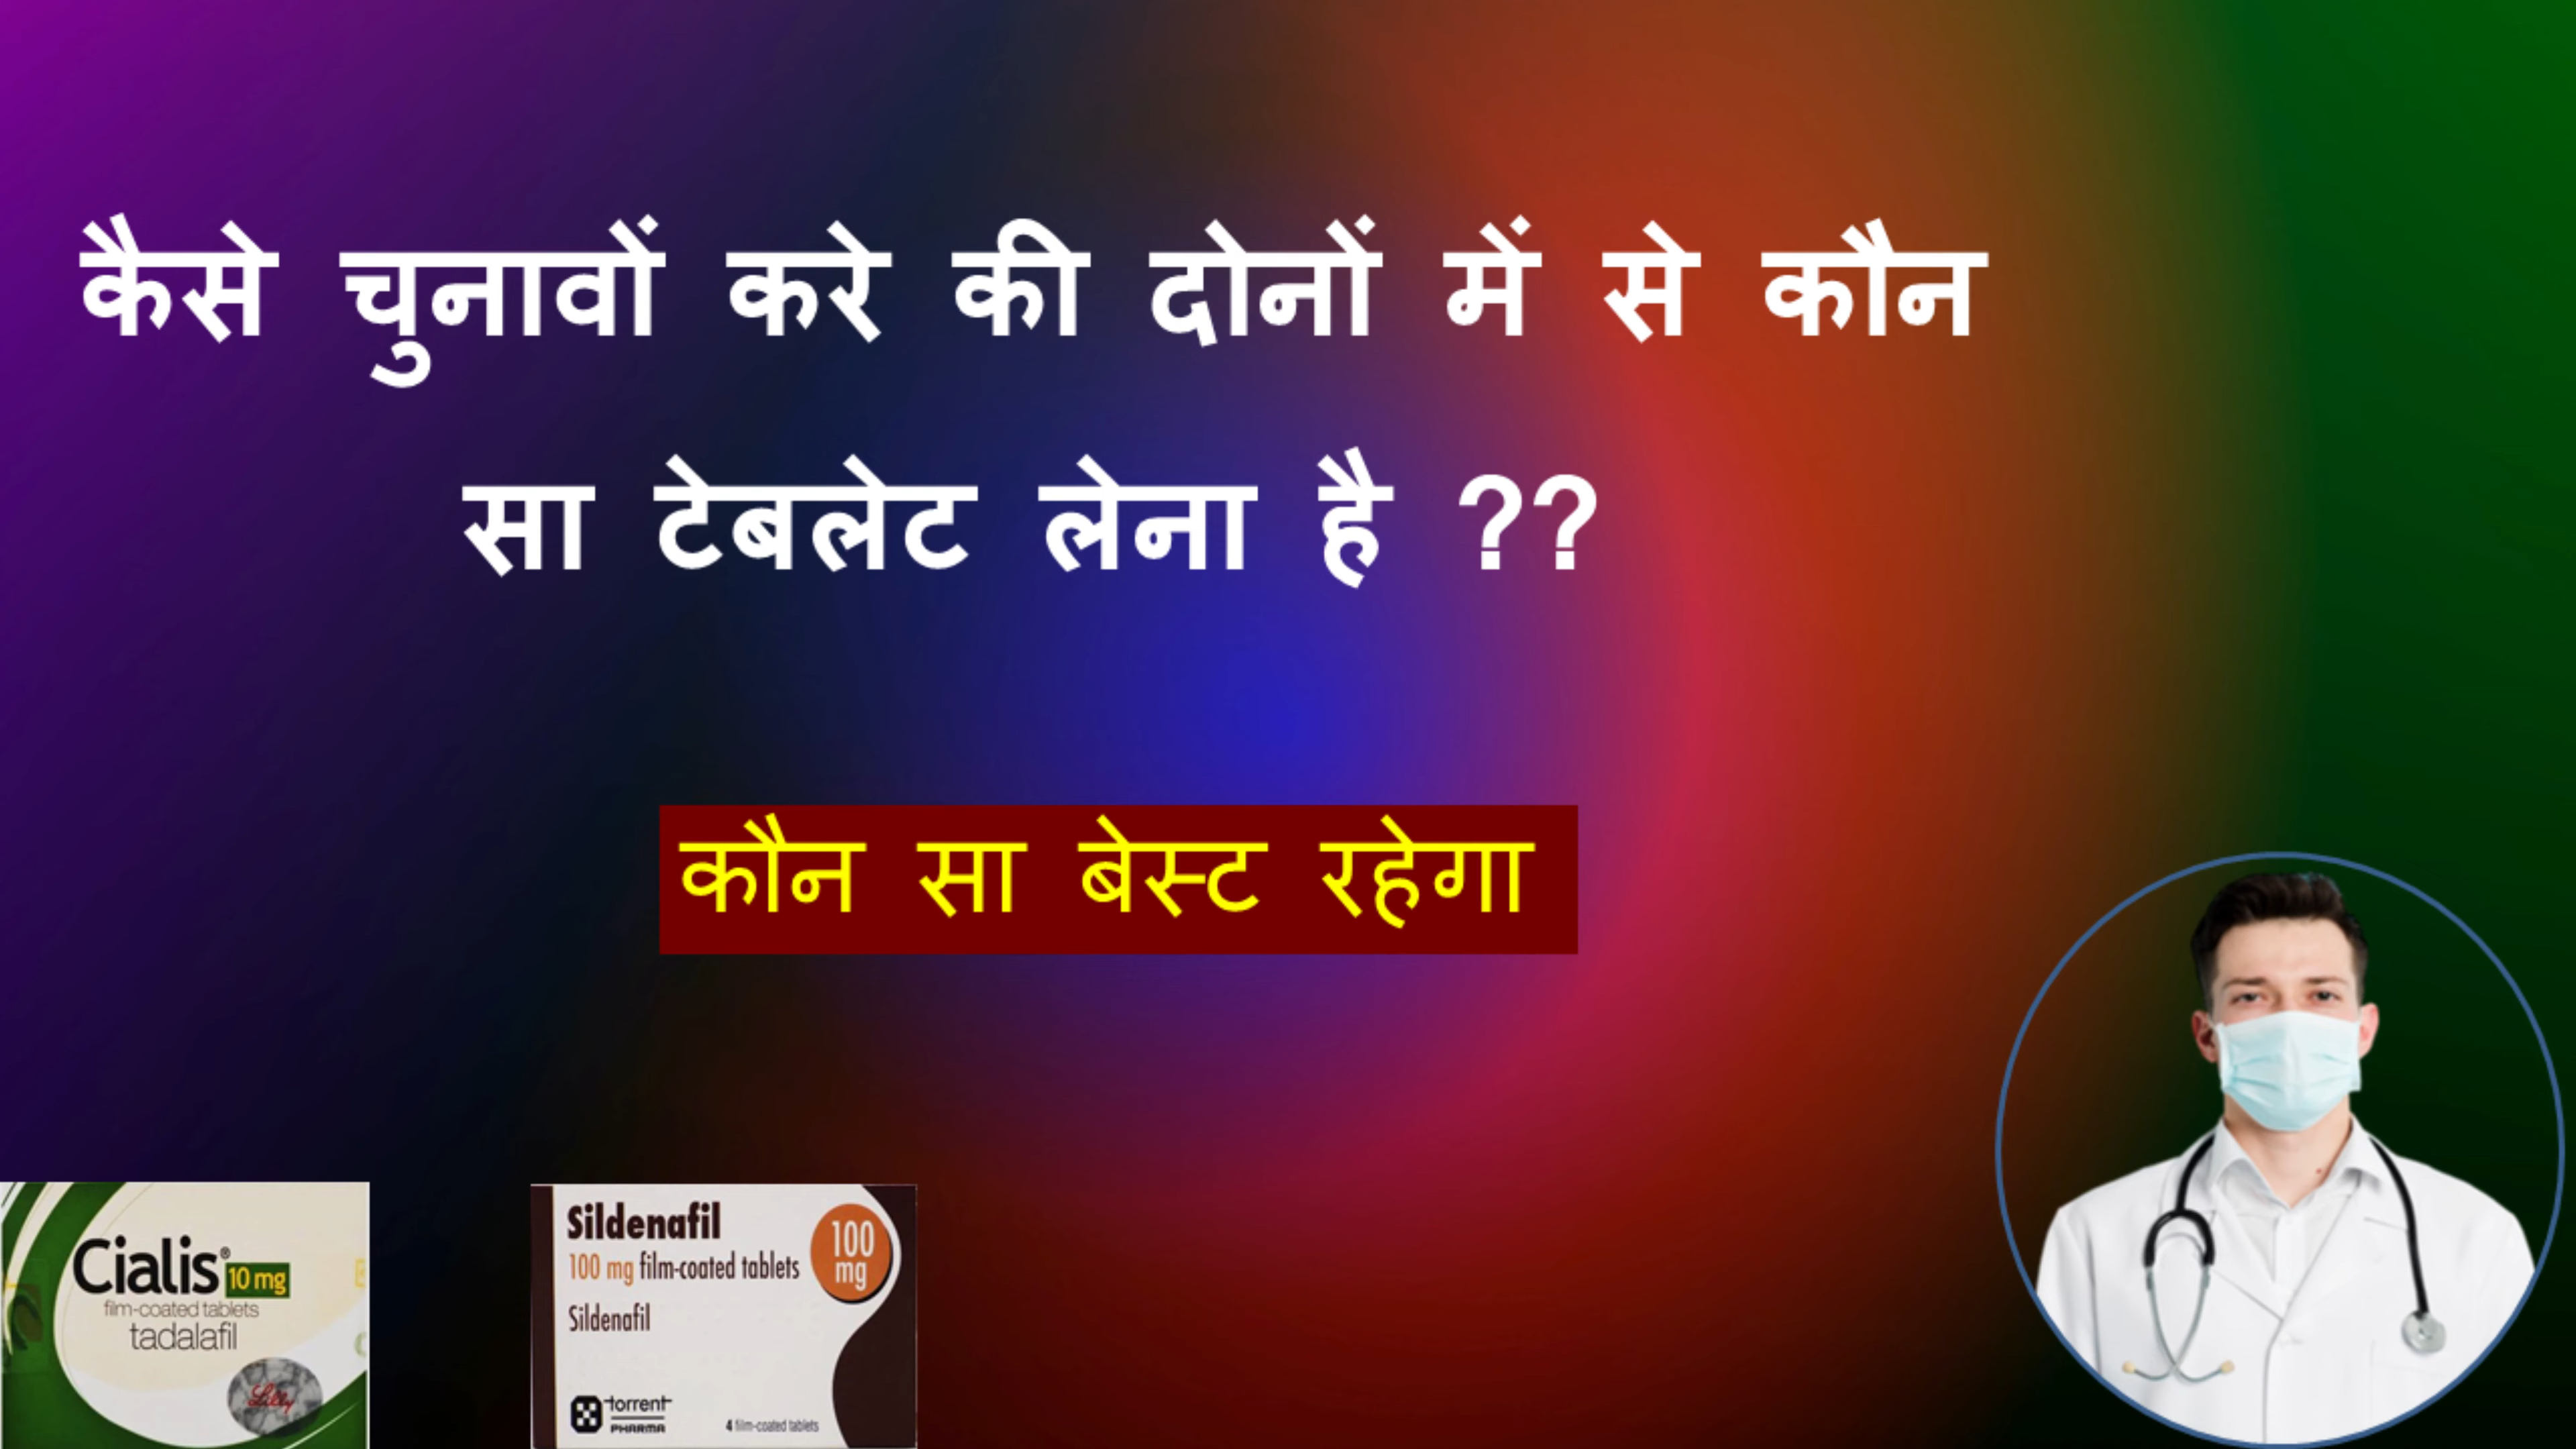 कैसे चुनावों करे की दोनों में से कौन
सा टेबलेट लेना है ??
कौन सा बेस्ट रहेगा
Cialis® 10 mg
film-coated tablets
tadalafil
Lilly
Sildenafil
100 mg film-coated tablets
100
mg
Sildenafil
torrent
PHARMA
4 film-coated tablets